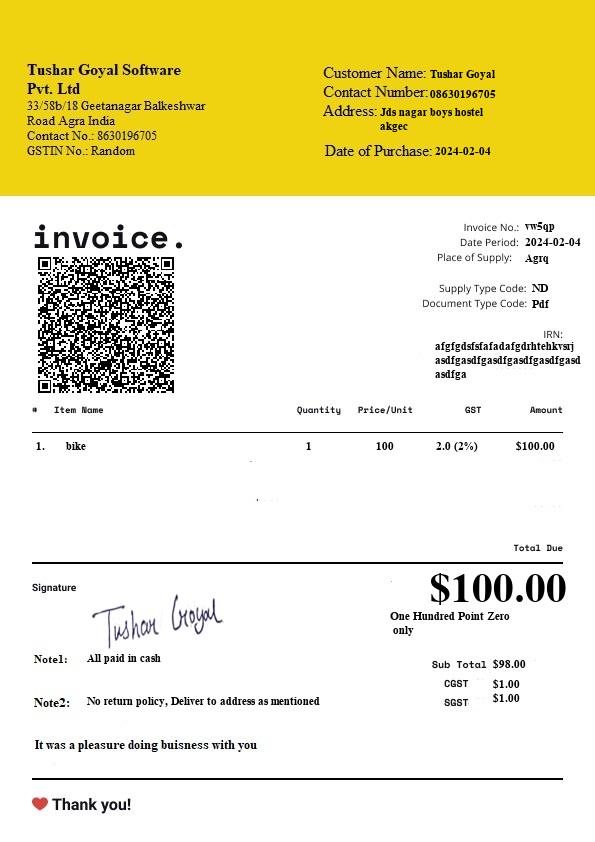 Tushar Goyal Software
Pvt. Ltd
33/58b/18 Geetanagar Balkeshwar
Road Agra India
Contact No.: 8630196705
GSTIN No.: Random
Customer Name: Tushar Goyal
Contact Number: 08630196705
Address: Jds nagar boys hostel
akgec
Date of Purchase: 2024-02-04
invoice.
Invoice No.: vw5qp
Date Period: 2024-02-04
Place of Supply: Agrq
Supply Type Code: ND
Document Type Code: Pdf
IRN:
afgfgdsfsfafadafgdrhtehkvsrj
asdfgasdfgasdfgasdfgasdfgasd
asdfga
# Item Name Quantity Price/Unit GST Amount
1. bike 1 100 2.0 (2%) $100.00
Total Due
$100.00
One Hundred Point Zero
only
Signature
Tushar Goyal
Note1: All paid in cash
Sub Total $98.00
CGST $1.00
SGST $1.00
Note2: No return policy, Deliver to address as mentioned
It was a pleasure doing buisness with you
Thank you!